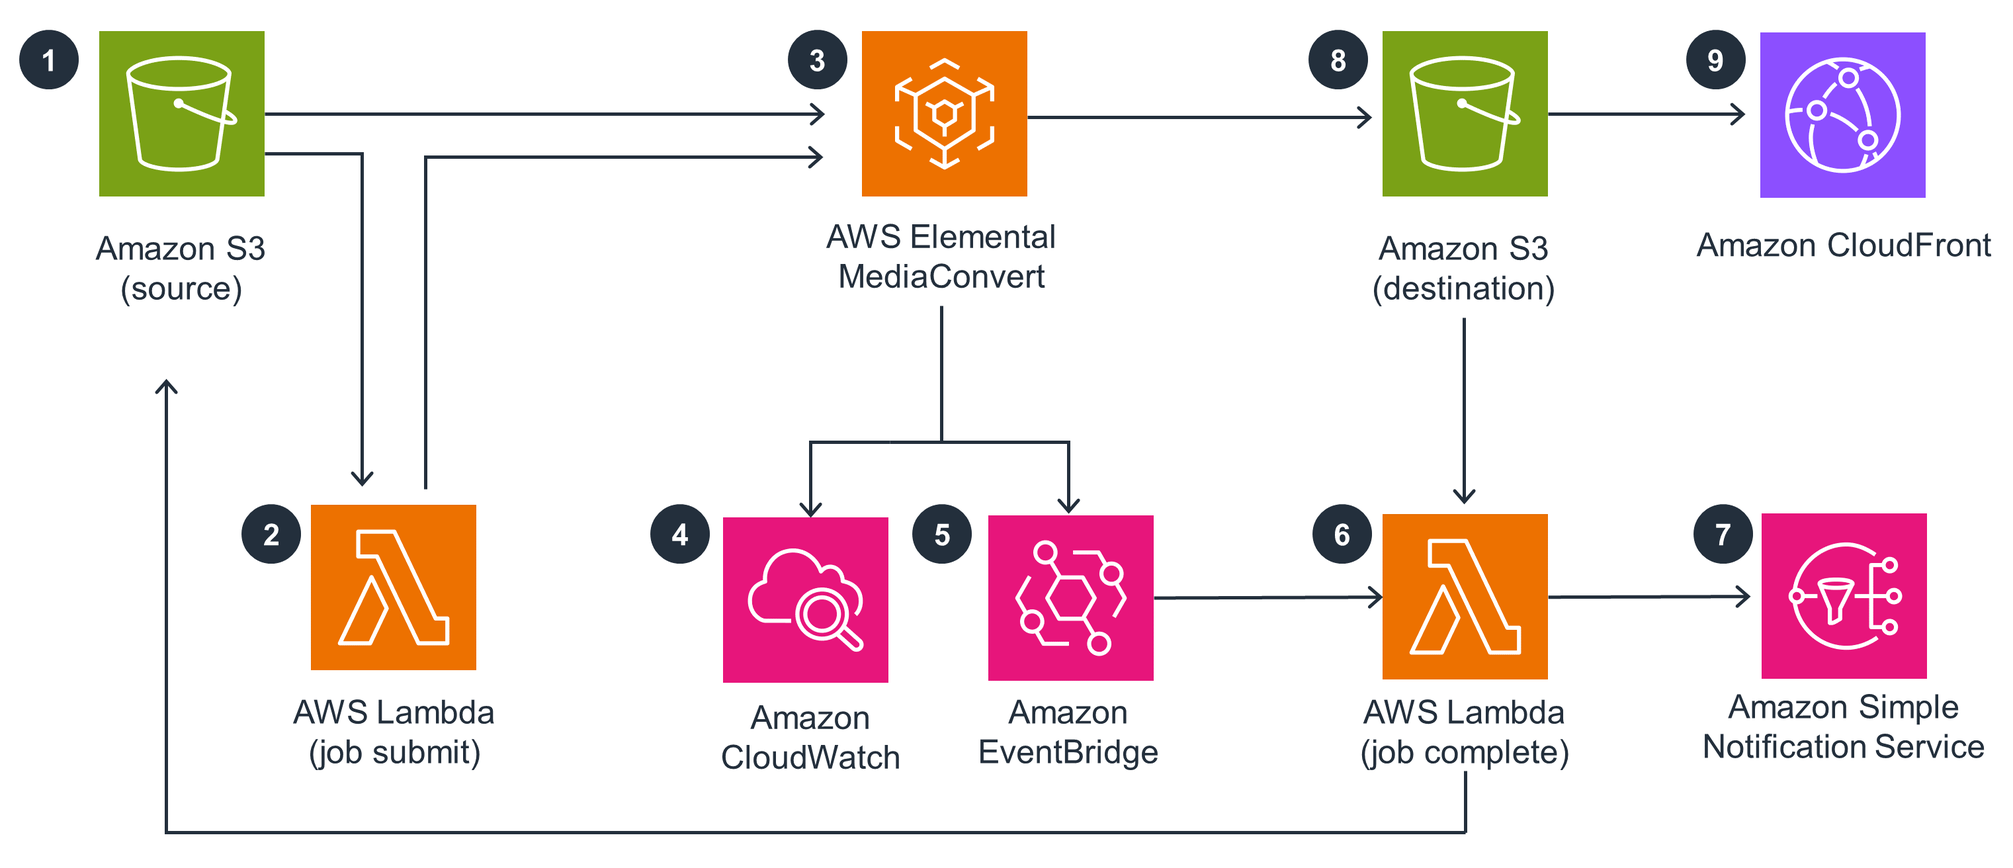 1
Amazon S3
(source)
3
AWS Elemental
MediaConvert
8
Amazon S3
(destination)
9
Amazon CloudFront
2
AWS Lambda
(job submit)
4
Amazon
CloudWatch
5
Amazon
EventBridge
6
AWS Lambda
(job complete)
7
Amazon Simple
Notification Service